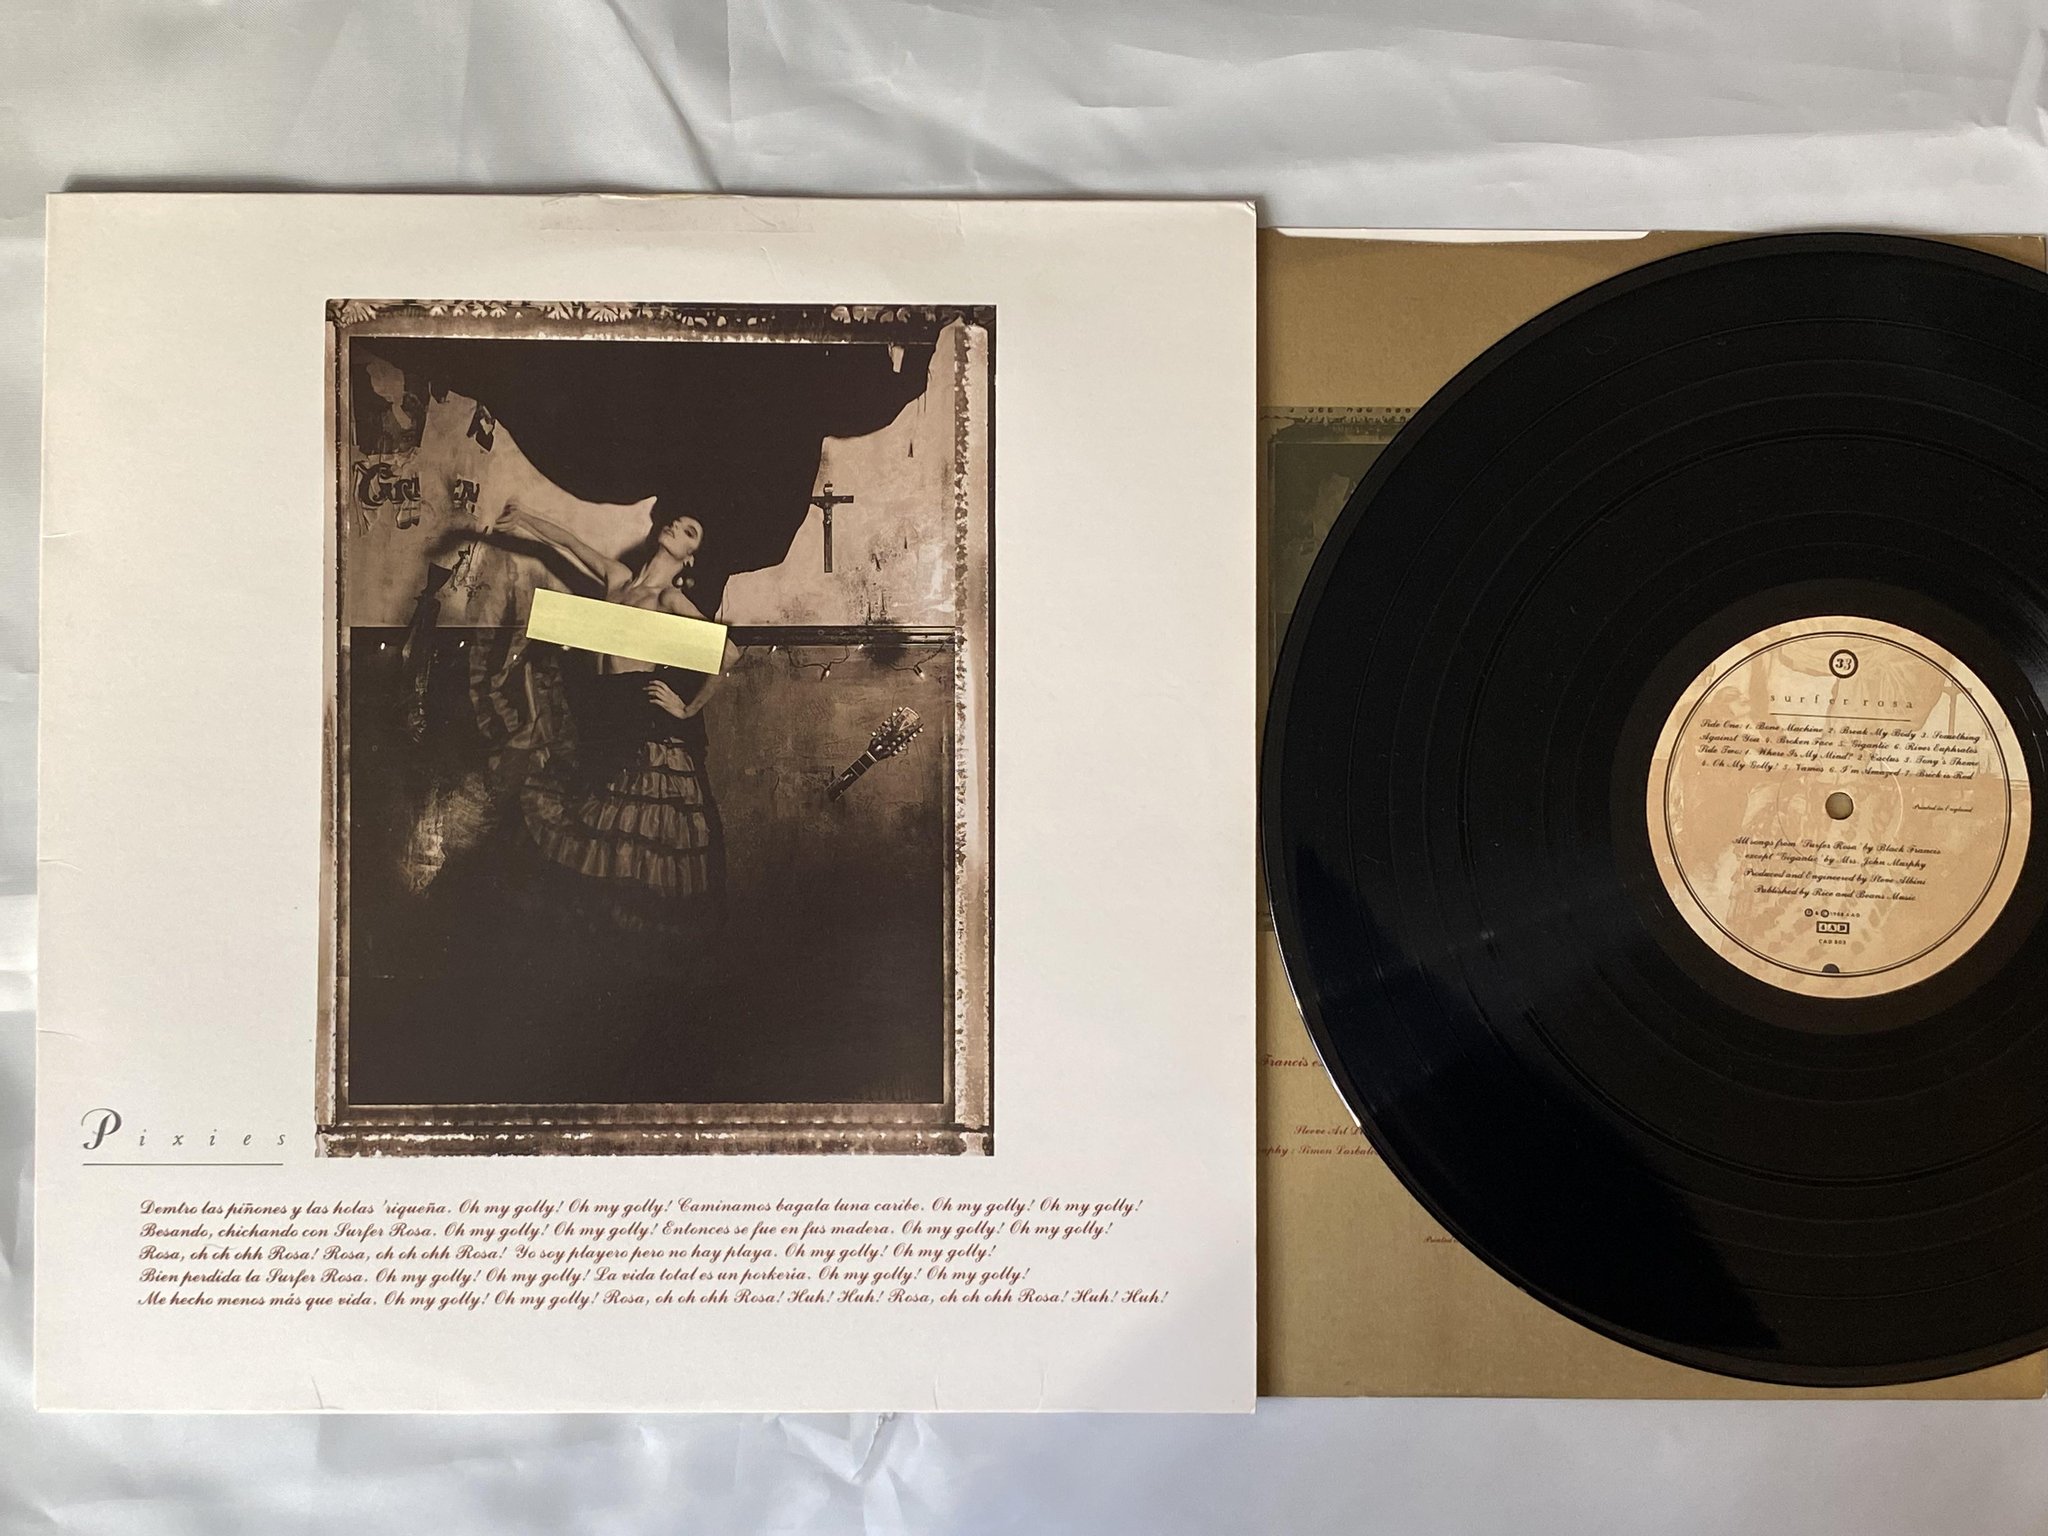 Pixies
Demtro las piñones y las holas 'riqueña. Oh my golly! Oh my golly! Caminamos bagala luna caribe. Oh my golly! Oh my golly!
Besando, chichando con Surfer Rosa. Oh my golly! Oh my golly! Entonces se fue en fus madera. Oh my golly! Oh my golly!
Rosa, oh oh ohh Rosa! Rosa, oh oh ohh Rosa! Yo soy playero pero no hay playa. Oh my golly! Oh my golly!
Bien perdida la Surfer Rosa. Oh my golly! Oh my golly! La vida total es un porkeria. Oh my golly! Oh my golly!
Me hecho menos más que vida. Oh my golly! Oh my golly! Rosa, oh oh ohh Rosa! Huh! Huh! Rosa, oh oh ohh Rosa! Huh! Huh!
Francis
Sleeve Art
: Simon
Printed
33
surfer rosa
Side One: 1. Bone Machine 2. Break My Body 3. Something
Against You 4. Broken Face 5. Gigantic 6. River Euphrates
Side Two: 1. Where Is My Mind? 2. Cactus 3. Tony's Theme
4. Oh My Golly! 5. Vamos 6. I'm Amazed 7. Brick is Red
Printed in England
All songs from 'Surfer Rosa' by Black Francis
except 'Gigantic' by Mrs. John Murphy
Produced and Engineered by Steve Albini
Published by Rice and Beans Music
Ⓟ & © 1988 4AD
4AD
CAD 803